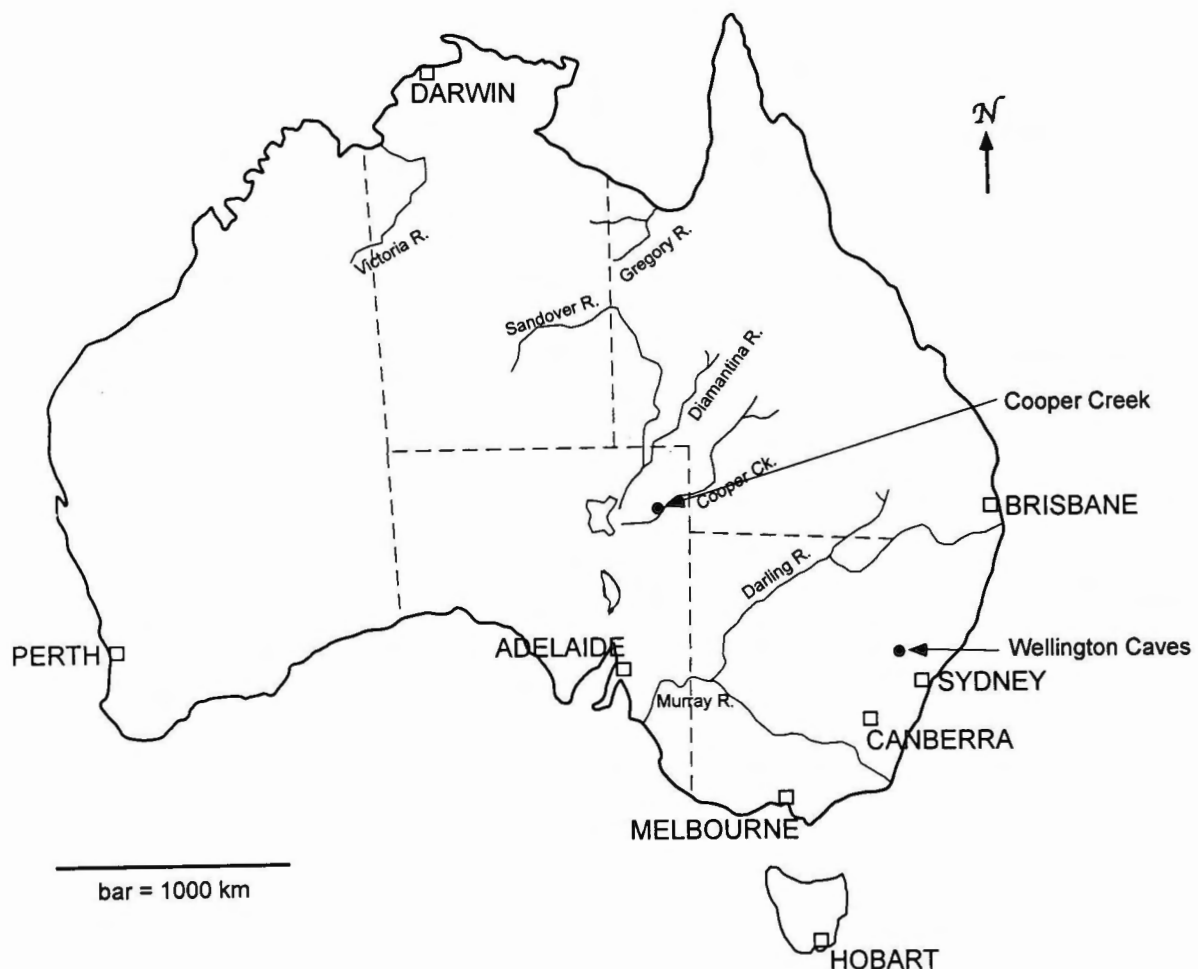 DARWIN
N
Victoria R.
Gregory R.
Sandover R.
Diamantina R.
Cooper Creek
Cooper Ck.
BRISBANE
Darling R.
PERTH
ADELAIDE
Wellington Caves
SYDNEY
Murray R.
CANBERRA
MELBOURNE
bar = 1000 km
HOBART